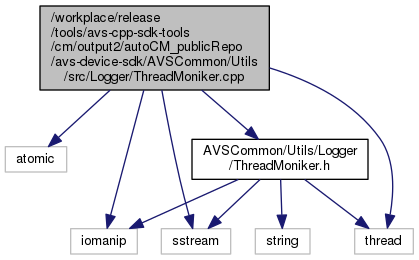 /workplace/release
/tools/avs-cpp-sdk-tools
/cm/output2/autoCM_publicRepo
/avs-device-sdk/AVSCommon/Utils
/src/Logger/ThreadMoniker.cpp
atomic
AVSCommon/Utils/Logger
/ThreadMoniker.h
iomanip
sstream
string
thread